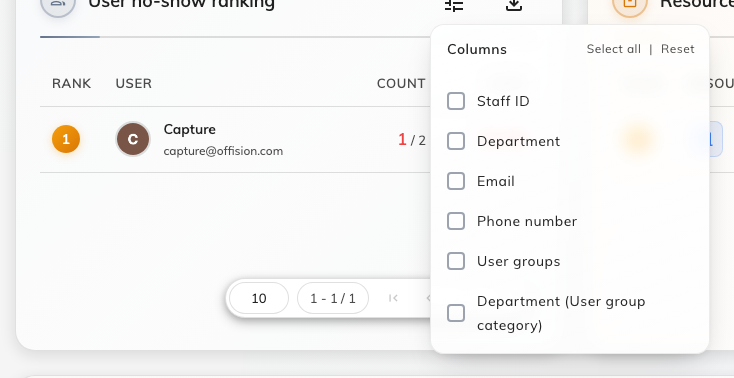 User no-show ranking
Resource
Columns
Select all | Reset
RANK USER COUNT
Staff ID
1 C Capture
capture@offision.com
1 / 2
Department
Email
Phone number
User groups
Department (User group
category)
10 1 - 1 / 1